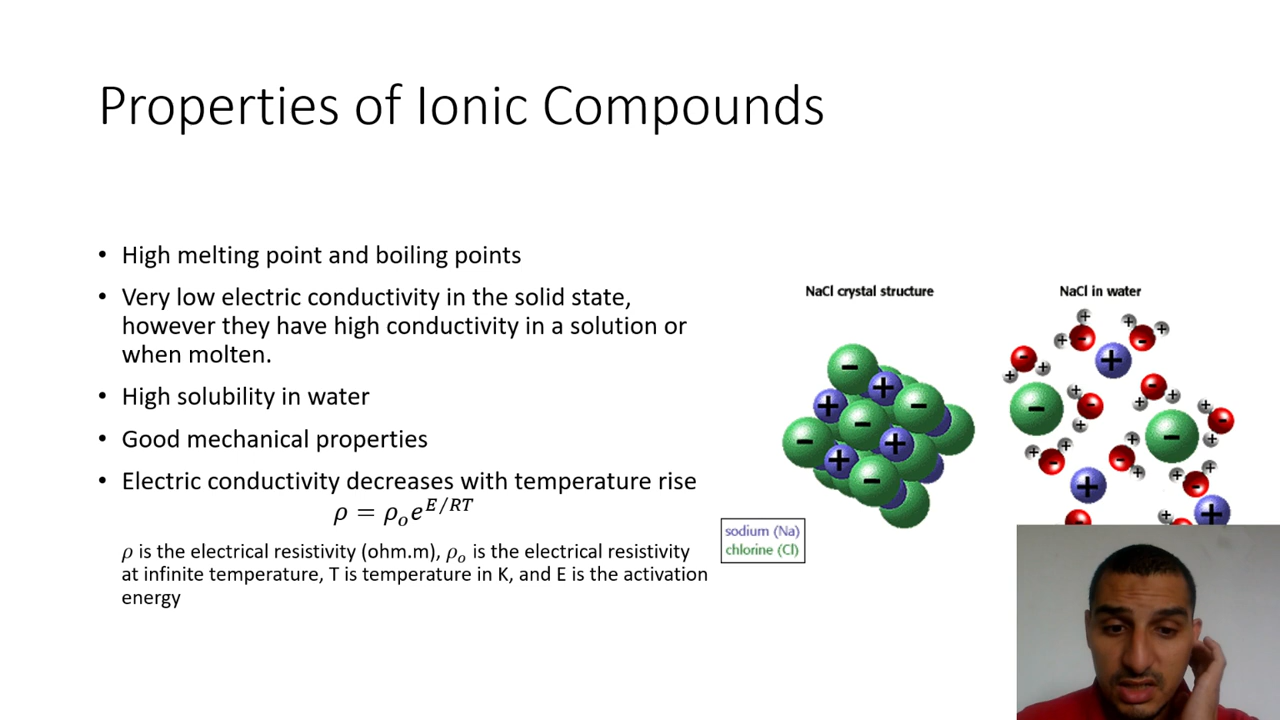 Properties of Ionic Compounds
• High melting point and boiling points
• Very low electric conductivity in the solid state,
however they have high conductivity in a solution or
when molten.
• High solubility in water
• Good mechanical properties
• Electric conductivity decreases with temperature rise
ρ = ρₒe^{E/RT}
ρ is the electrical resistivity (ohm.m), ρₒ is the electrical resistivity
at infinite temperature, T is temperature in K, and E is the activation
energy
NaCl crystal structure
NaCl in water
sodium (Na)
chlorine (Cl)